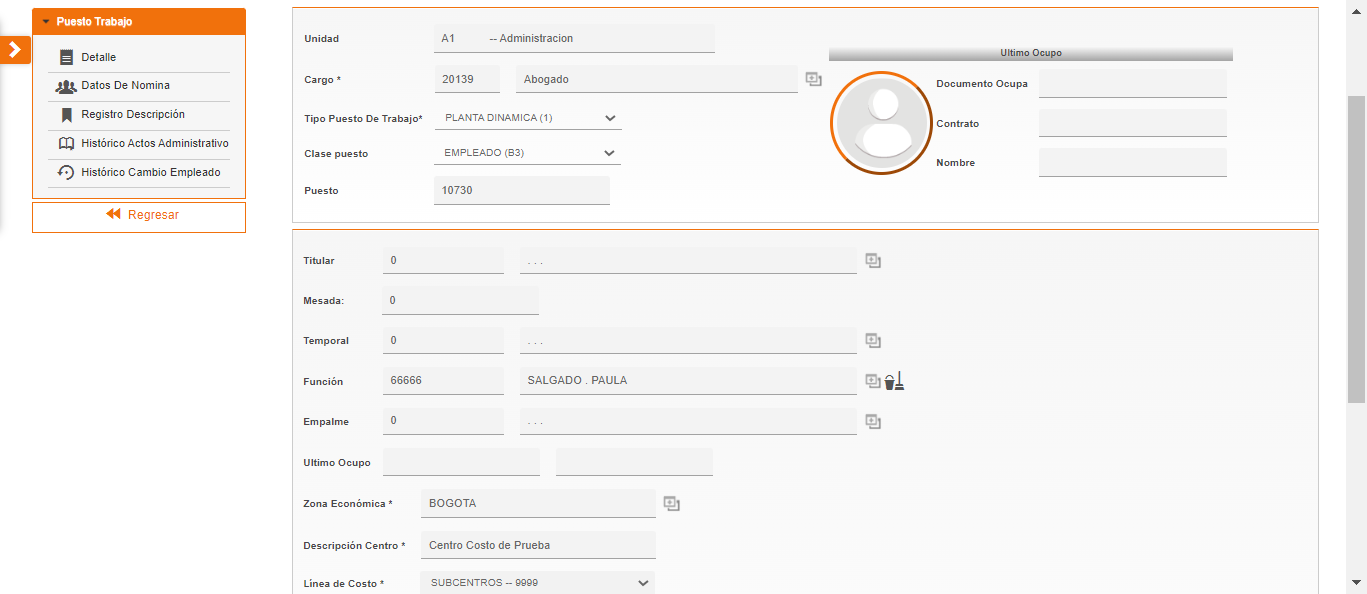 Puesto Trabajo
Detalle
Datos De Nomina
Registro Descripción
Histórico Actos Administrativo
Histórico Cambio Empleado
Regresar
Unidad A1 -- Administracion
Cargo * 20139 Abogado
Tipo Puesto De Trabajo* PLANTA DINAMICA (1)
Clase puesto EMPLEADO (B3)
Puesto 10730
Ultimo Ocupo
Documento Ocupa
Contrato
Nombre
Titular 0 . . .
Mesada: 0
Temporal 0 . . .
Función 66666 SALGADO . PAULA
Empalme 0 . . .
Ultimo Ocupo
Zona Económica * BOGOTA
Descripción Centro * Centro Costo de Prueba
Línea de Costo * SUBCENTROS -- 9999